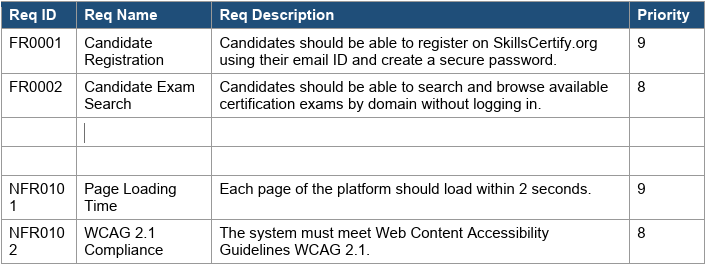 Req ID Req Name Req Description Priority
FR0001 Candidate Candidates should be able to register on SkillsCertify.org 9
Registration using their email ID and create a secure password.
FR0002 Candidate Exam Candidates should be able to search and browse available 8
Search certification exams by domain without logging in.
NFR010 Page Loading Each page of the platform should load within 2 seconds. 9
1 Time
NFR010 WCAG 2.1 The system must meet Web Content Accessibility 8
2 Compliance Guidelines WCAG 2.1.